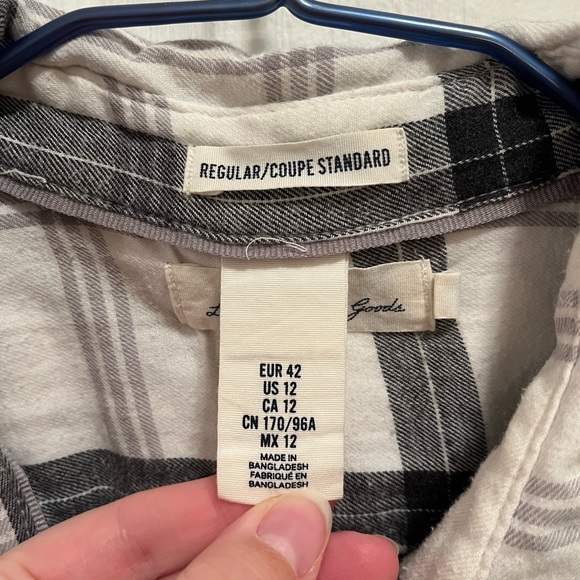 REGULAR/COUPE STANDARD
Goods
EUR 42
US 12
CA 12
CN 170/96A
MX 12
MADE IN
BANGLADESH
FABRIQUÉ EN
BANGLADESH